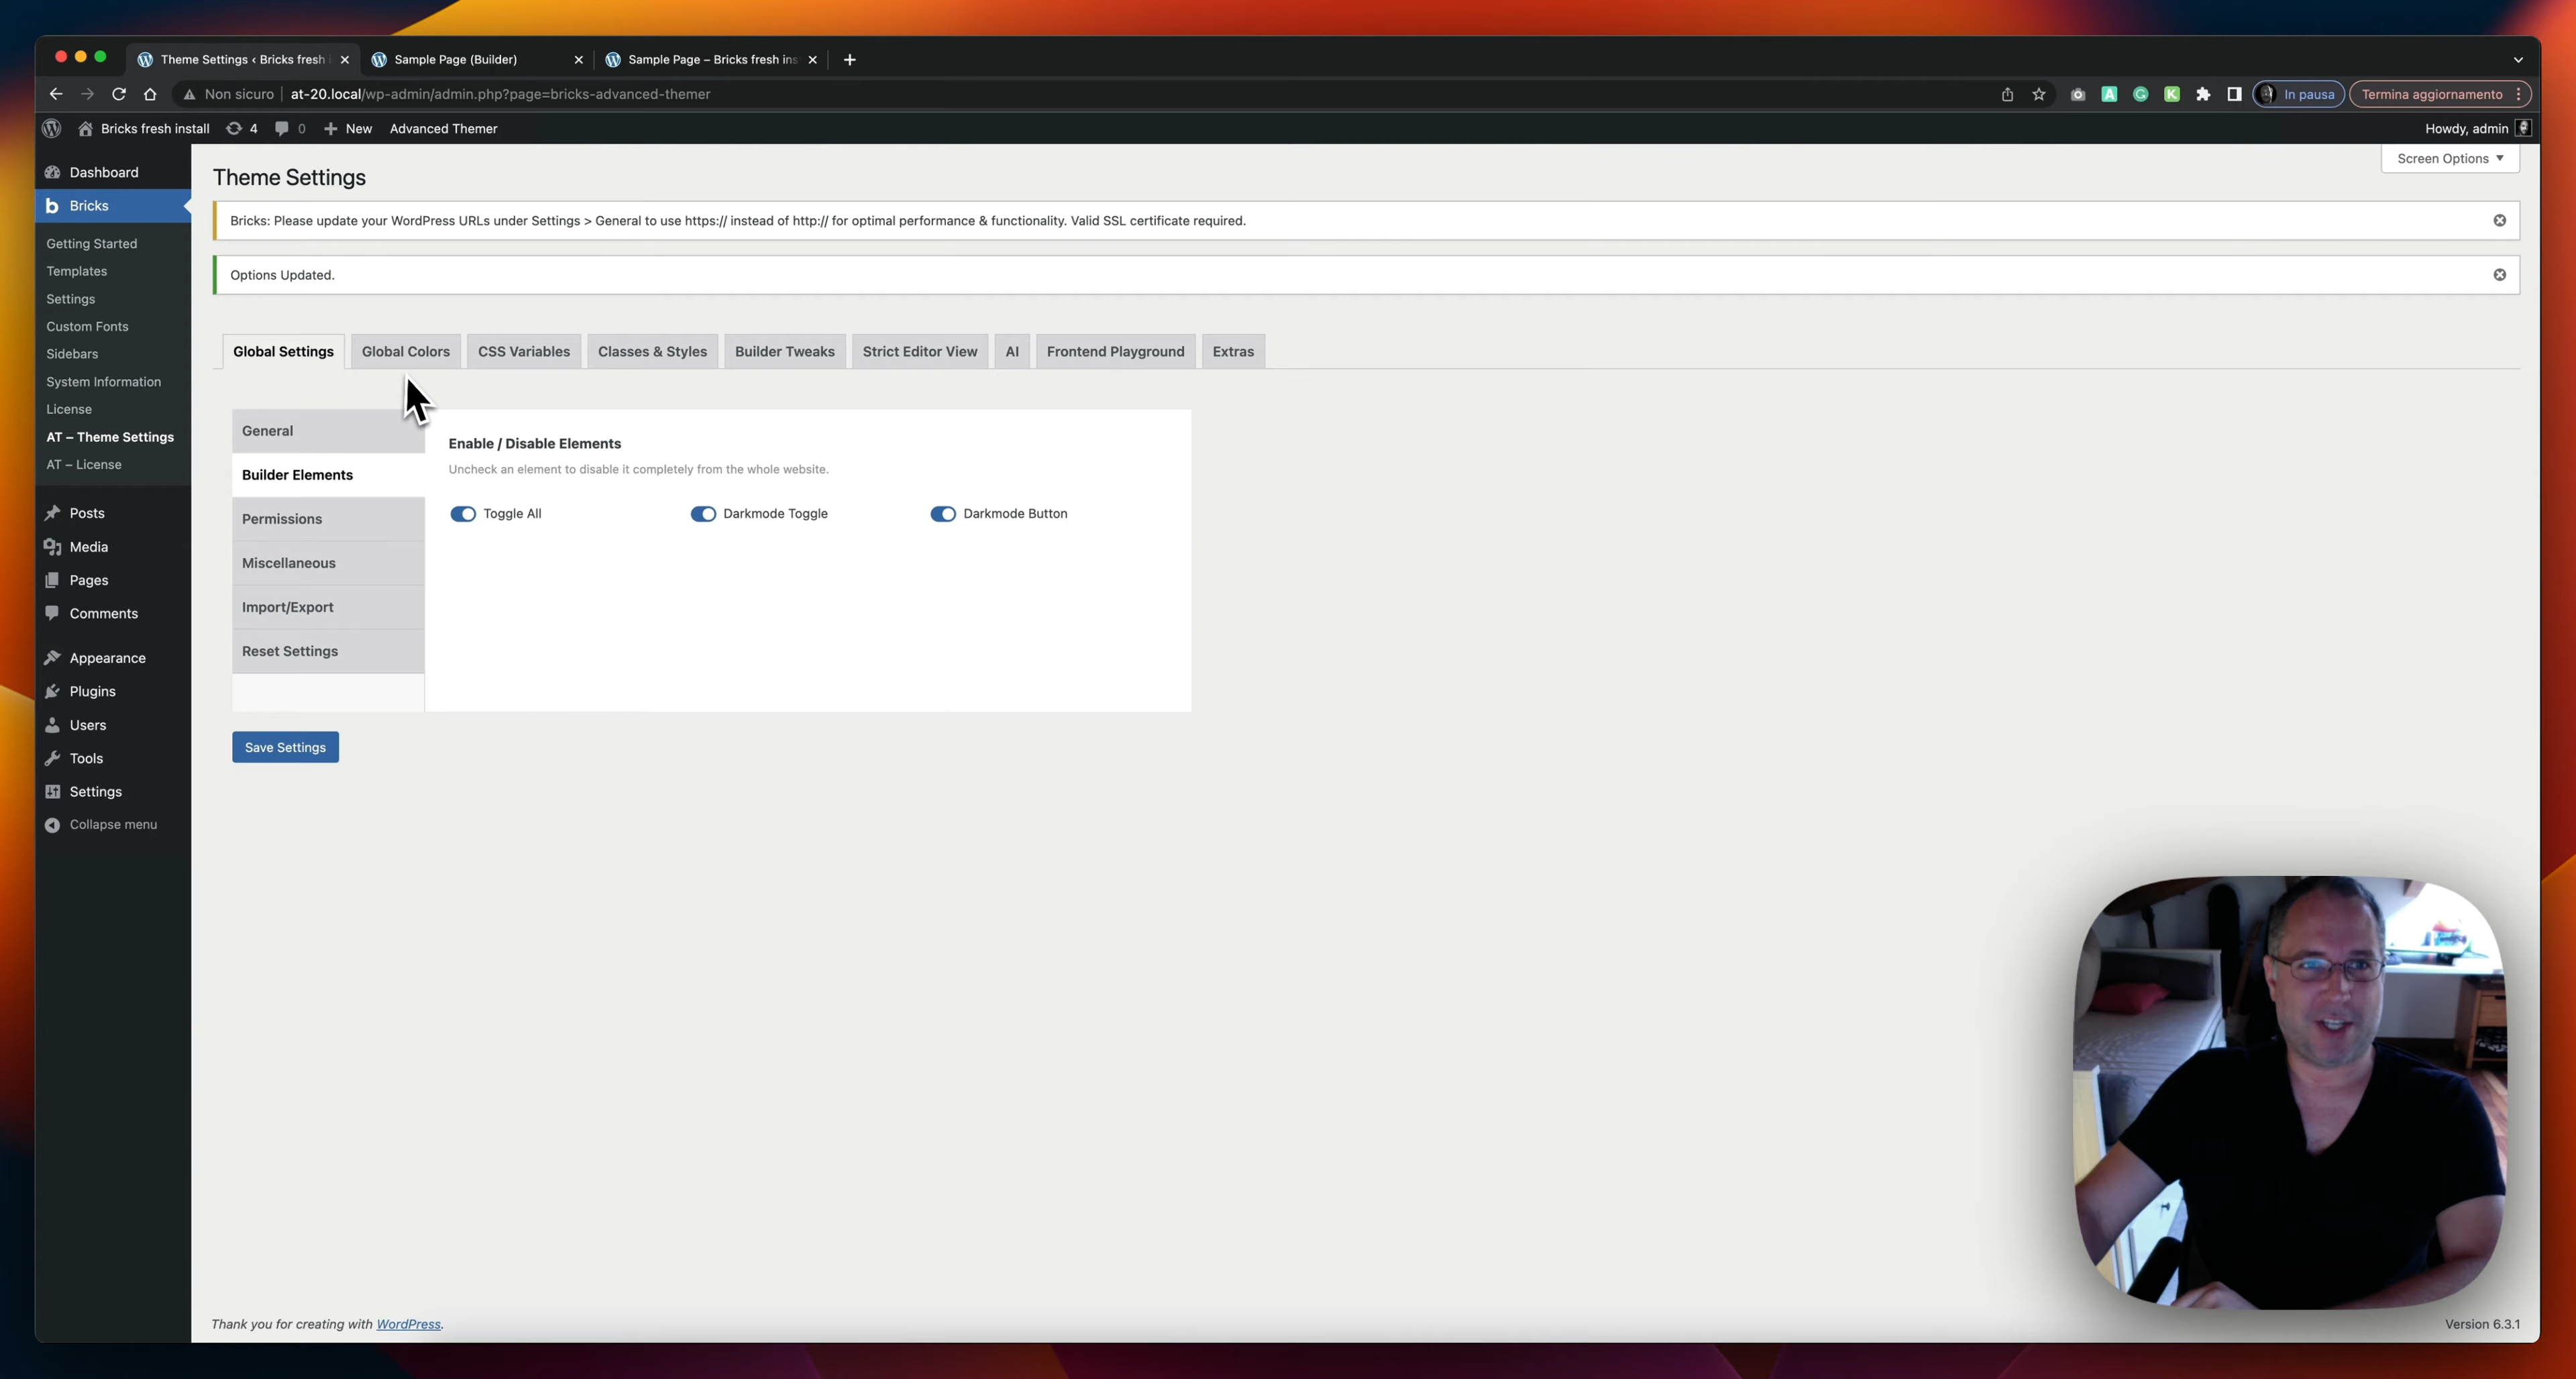 Theme Settings ‹ Bricks fresh
Sample Page (Builder)
Sample Page – Bricks fresh ins
Non sicuro
at-20.local/wp-admin/admin.php?page=bricks-advanced-themer
In pausa
Termina aggiornamento
Bricks fresh install
4
0
New
Advanced Themer
Howdy, admin
Dashboard
Bricks
Getting Started
Templates
Settings
Custom Fonts
Sidebars
System Information
License
AT – Theme Settings
AT – License
Posts
Media
Pages
Comments
Appearance
Plugins
Users
Tools
Settings
Collapse menu
Screen Options
Theme Settings
Bricks: Please update your WordPress URLs under Settings > General to use https:// instead of http:// for optimal performance & functionality. Valid SSL certificate required.
Options Updated.
Global Settings
Global Colors
CSS Variables
Classes & Styles
Builder Tweaks
Strict Editor View
AI
Frontend Playground
Extras
General
Builder Elements
Permissions
Miscellaneous
Import/Export
Reset Settings
Enable / Disable Elements
Uncheck an element to disable it completely from the whole website.
Toggle All
Darkmode Toggle
Darkmode Button
Save Settings
Thank you for creating with WordPress.
Version 6.3.1